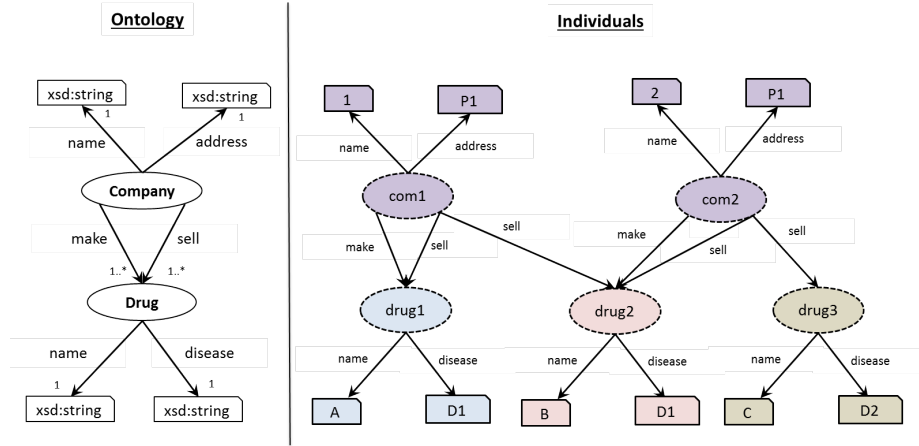 Ontology
Individuals
xsd:string
xsd:string
1
1
name
address
Company
make
sell
1..*
1..*
Drug
name
disease
1
1
xsd:string
xsd:string
1
P1
2
P1
name
address
name
address
com1
com2
make
sell
sell
make
sell
sell
drug1
drug2
drug3
name
disease
name
disease
name
disease
A
D1
B
D1
C
D2